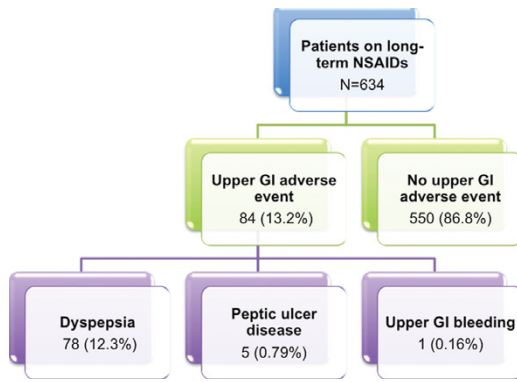 Patients on long-
term NSAIDs
N=634
Upper GI adverse
event
84 (13.2%)
No upper GI
adverse event
550 (86.8%)
Dyspepsia
78 (12.3%)
Peptic ulcer
disease
5 (0.79%)
Upper GI bleeding
1 (0.16%)